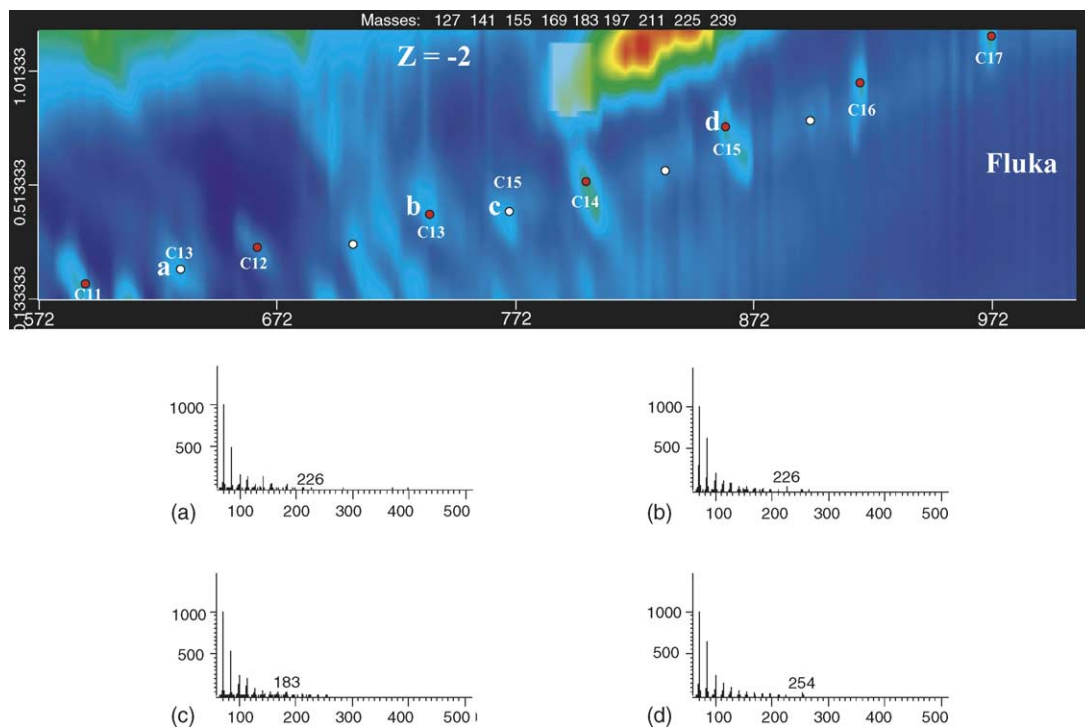 Masses: 127 141 155 169 183 197 211 225 239
Z = -2
1.01333
0.51333
C17
C16
d
C15
Fluka
C15
b
c
C14
C13
C13
a
C12
C11
572 672 772 872 972
1000
500
226
100 200 300 400 500
(a)
1000
500
226
100 200 300 400 500
(b)
1000
500
183
100 200 300 400 500
(c)
1000
500
254
100 200 300 400 500
(d)